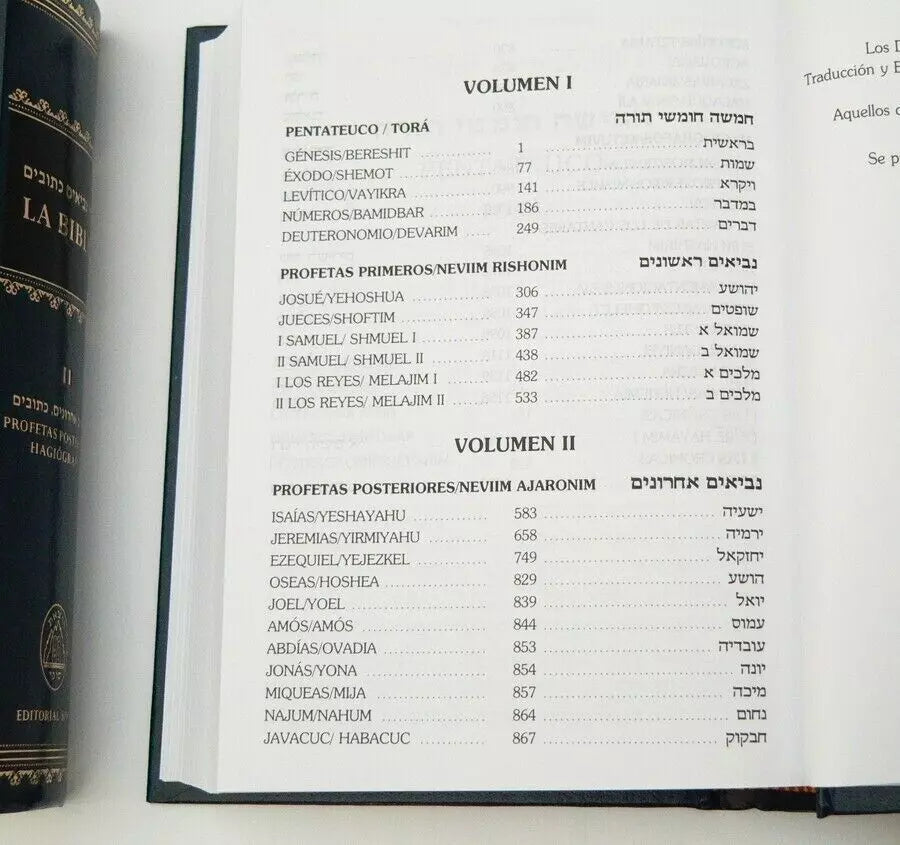 נביאים כתובים
LA BIBL
II
אחרונים, כתובים
PROFETAS POST
HAGIÓGRA
EDITORIAL
VOLUMEN I
PENTATEUCO / TORÁ חמשה חומשי תורה
GÉNESIS/BERESHIT 1 בראשית
ÉXODO/SHEMOT 77 שמות
LEVÍTICO/VAYIKRA 141 ויקרא
NÚMEROS/BAMIDBAR 186 במדבר
DEUTERONOMIO/DEVARIM 249 דברים
PROFETAS PRIMEROS/NEVIIM RISHONIM נביאים ראשונים
JOSUÉ/YEHOSHUA 306 יהושע
JUECES/SHOFTIM 347 שופטים
I SAMUEL/ SHMUEL I 387 שמואל א
II SAMUEL/ SHMUEL II 438 שמואל ב
I LOS REYES/ MELAJIM I 482 מלכים א
II LOS REYES/ MELAJIM II 533 מלכים ב
VOLUMEN II
PROFETAS POSTERIORES/NEVIIM AJARONIM נביאים אחרונים
ISAÍAS/YESHAYAHU 583 ישעיה
JEREMIAS/YIRMIYAHU 658 ירמיה
EZEQUIEL/YEJEZKEL 749 יחזקאל
OSEAS/HOSHEA 829 הושע
JOEL/YOEL 839 יואל
AMÓS/AMÓS 844 עמוס
ABDÍAS/OVADIA 853 עובדיה
JONÁS/YONA 854 יונה
MIQUEAS/MIJA 857 מיכה
NAJUM/NAHUM 864 נחום
JAVACUC/ HABACUC 867 חבקוק
Los D
Traducción y E
Aquellos
Se p